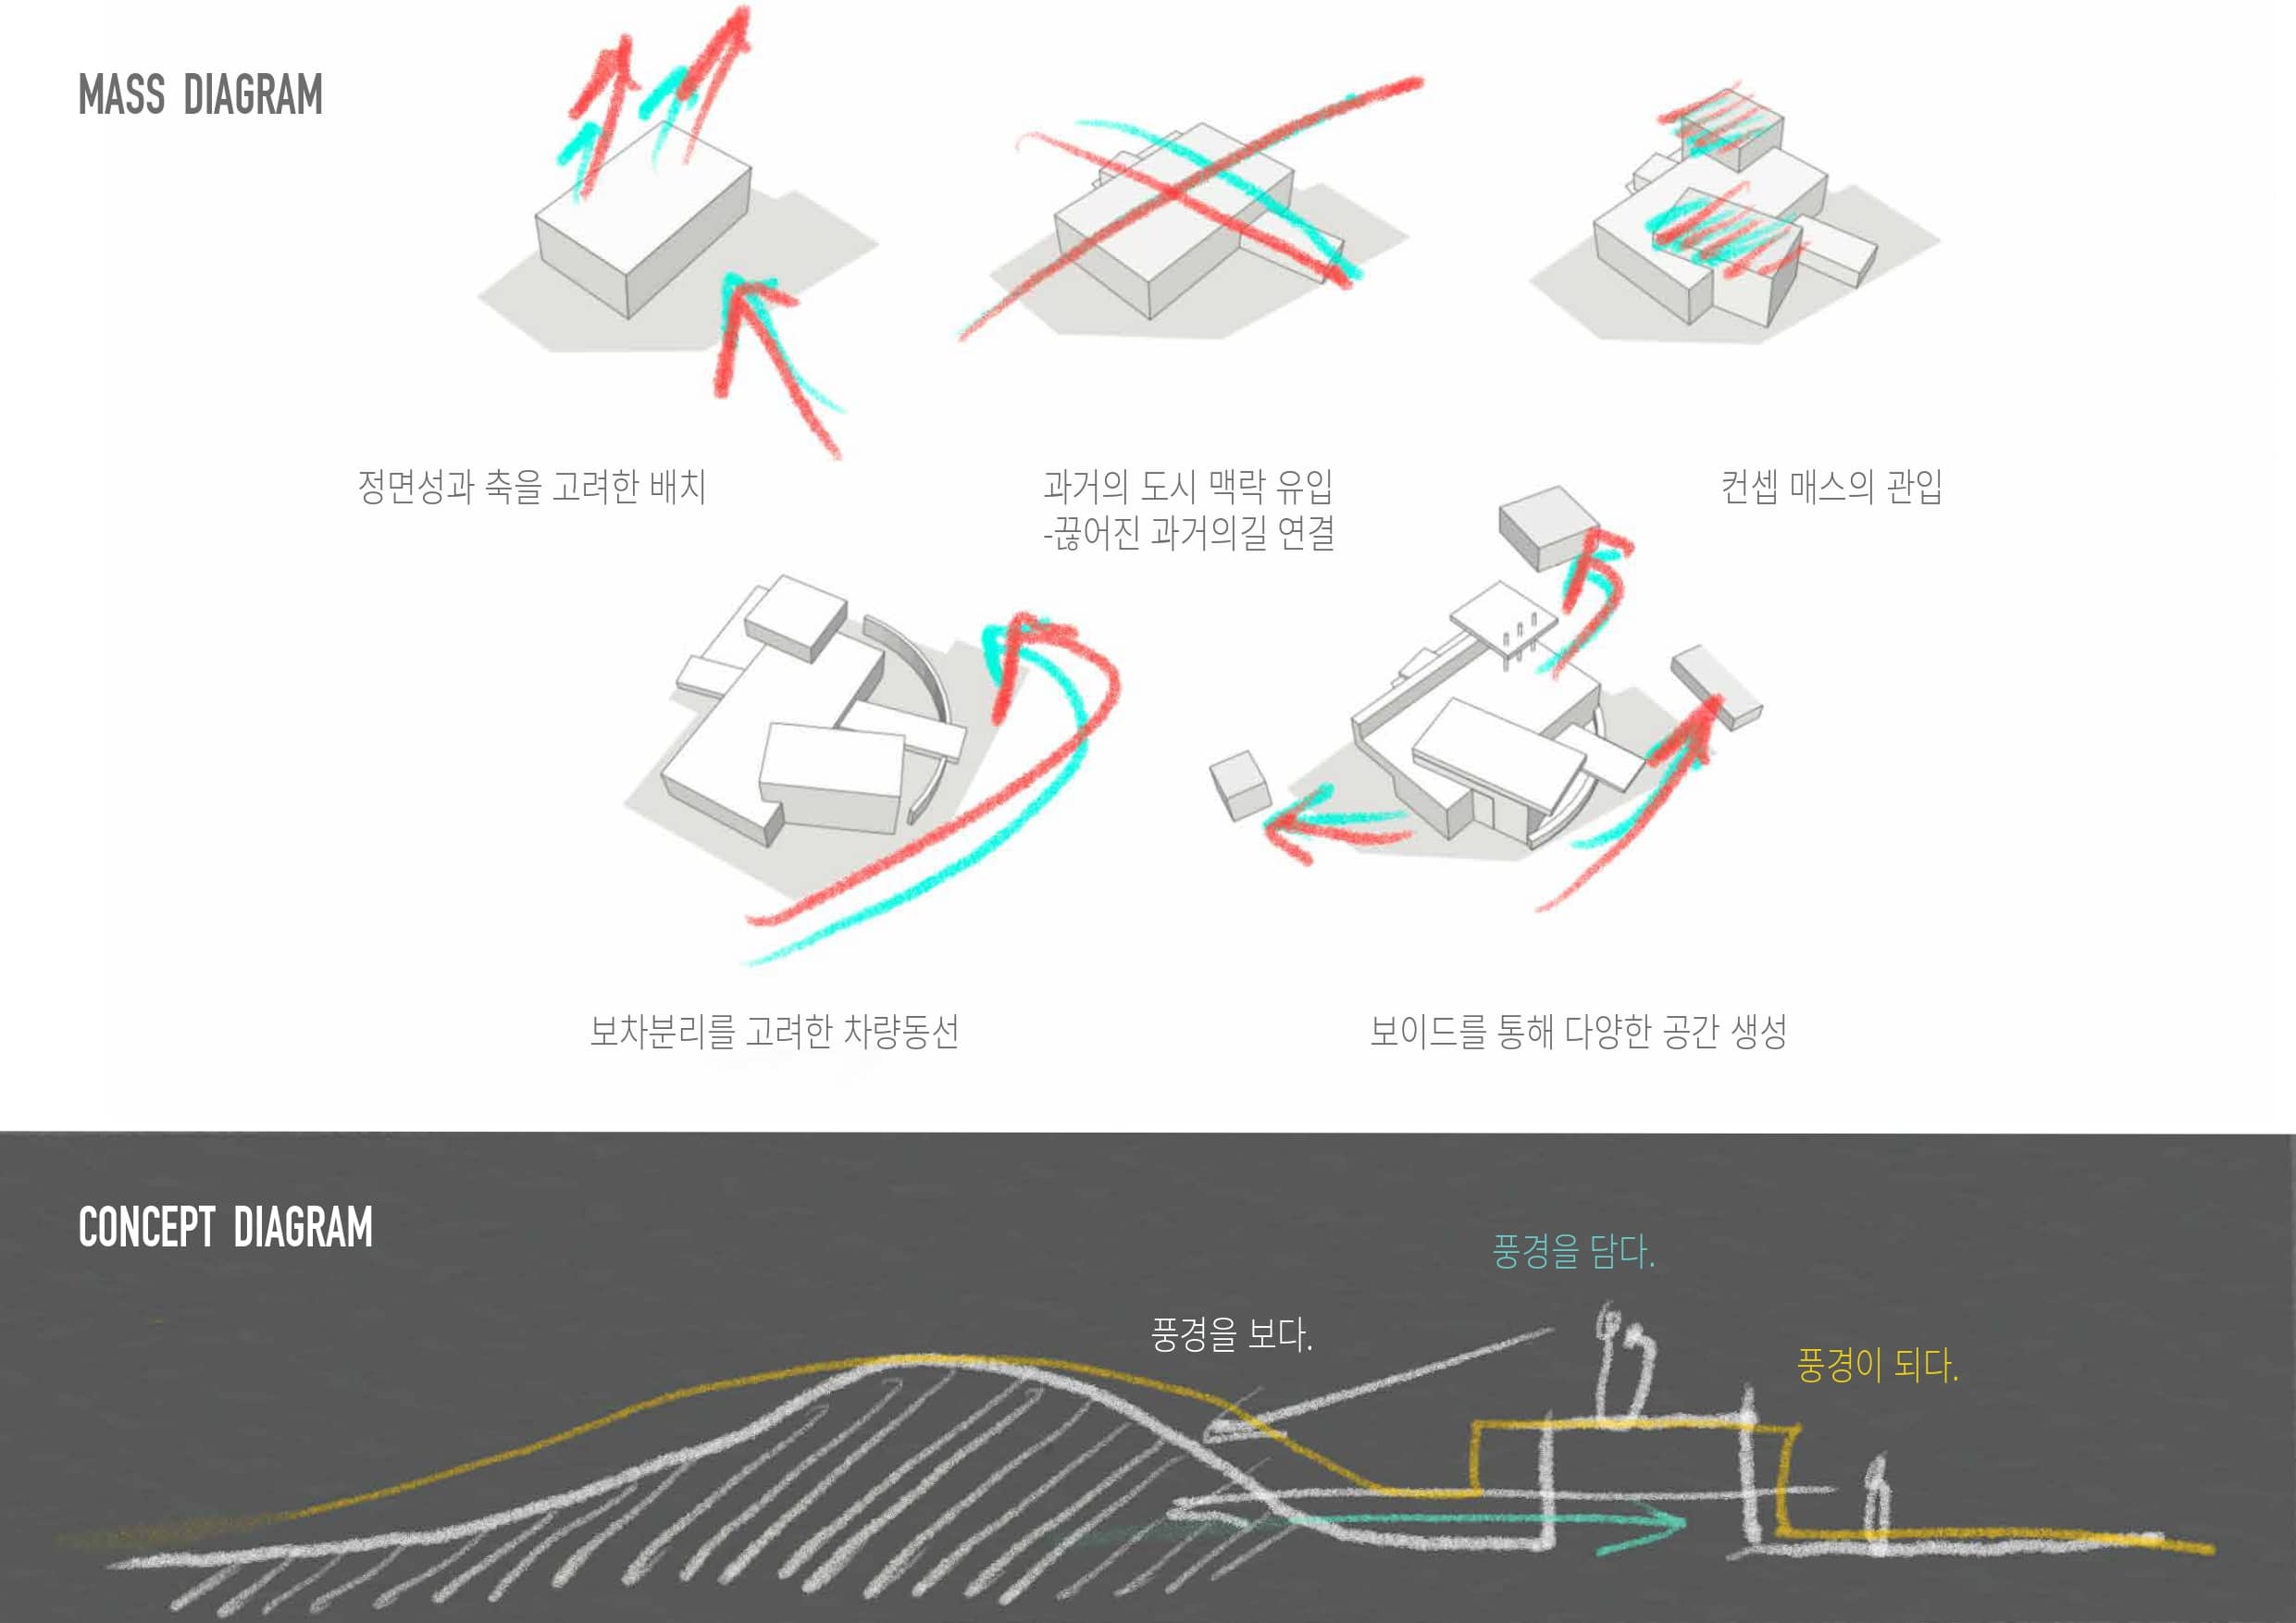 MASS DIAGRAM
정면성과 축을 고려한 배치
과거의 도시 맥락 유입
-끊어진 과거의길 연결
컨셉 매스의 관입
보차분리를 고려한 차량동선
보이드를 통해 다양한 공간 생성
CONCEPT DIAGRAM
풍경을 담다.
풍경을 보다.
풍경이 되다.